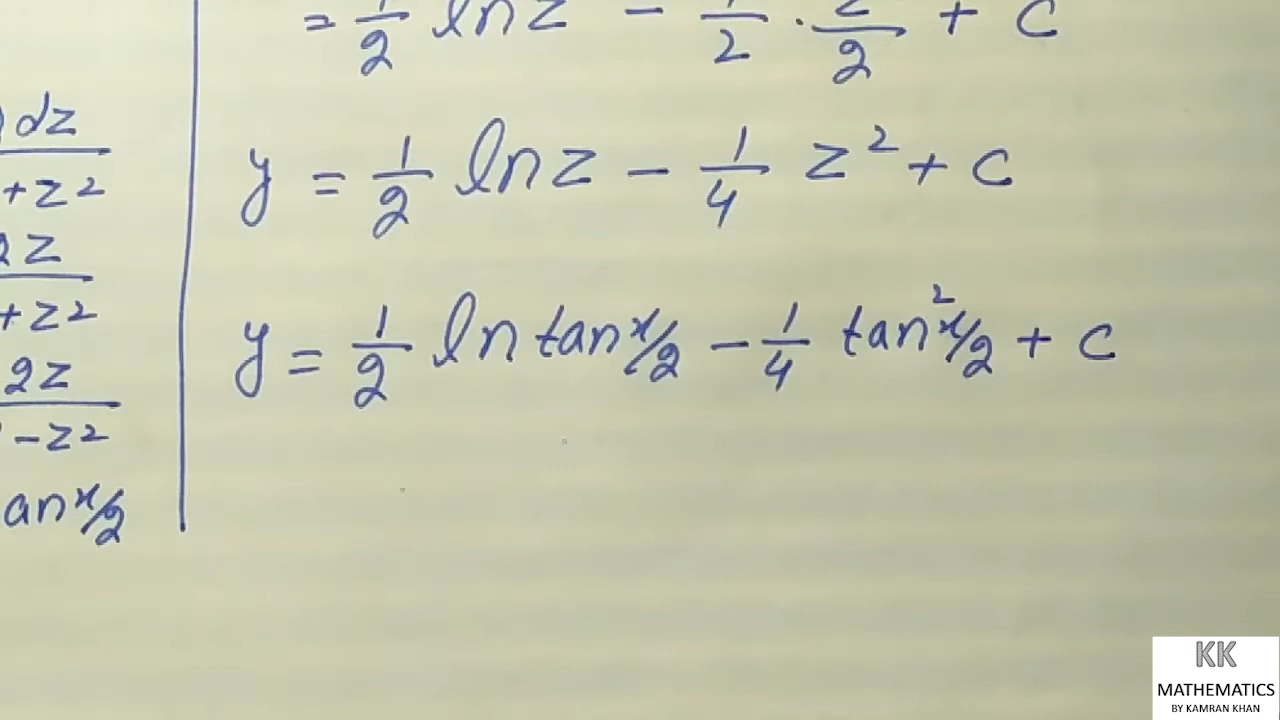 = 1/2 ln z - 1/2 · z/2 + c
dz
+z²
y = 1/2 ln z - 1/4 z² + c
2z
+z²
y = 1/2 ln tan x/2 - 1/4 tan² x/2 + c
2z
-z²
an x/2
KK
MATHEMATICS
BY KAMRAN KHAN